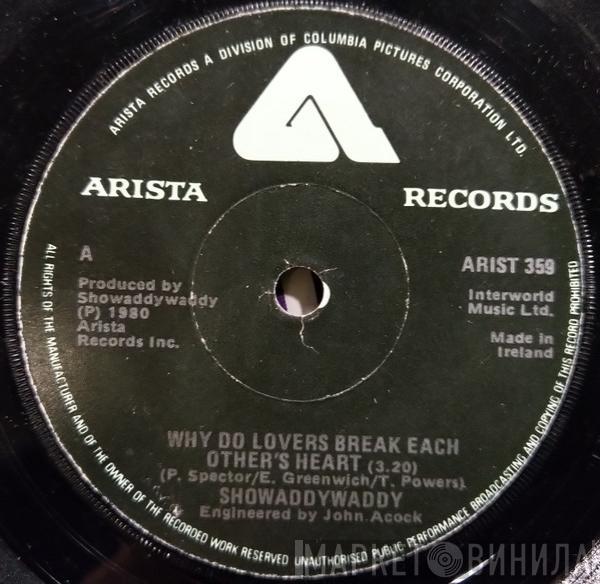 ARISTA RECORDS A DIVISION OF COLUMBIA PICTURES CORPORATION LTD.
ARISTA RECORDS
A
Produced by
Showaddywaddy
(P) 1980
Arista
Records Inc.
ARIST 359
Interworld
Music Ltd.
Made in
Ireland
WHY DO LOVERS BREAK EACH
OTHER'S HEART (3.20)
(P. Spector/E. Greenwich/T. Powers)
SHOWADDYWADDY
Engineered by John Acock
ALL RIGHTS OF THE MANUFACTURER AND OF THE OWNER OF THE RECORDED WORK RESERVED UNAUTHORISED PUBLIC PERFORMANCE BROADCASTING AND COPYING OF THIS RECORD PROHIBITED
МАРКЕТ ВИНИЛА